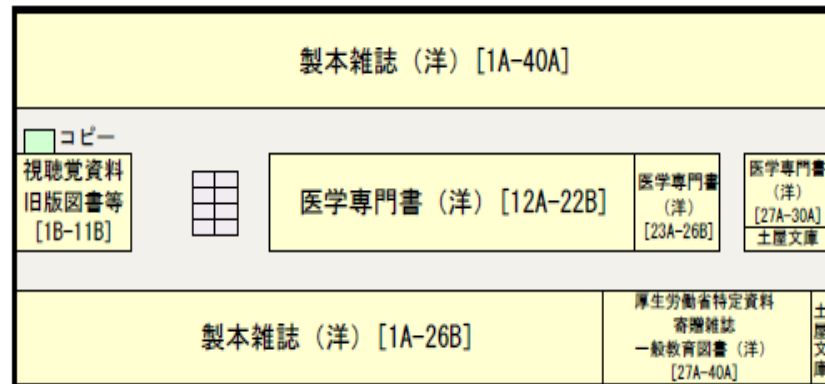 製本雑誌（洋）[1A-40A]
コピー
視聴覚資料
旧版図書等
[1B-11B]
医学専門書（洋）[12A-22B]
医学専門書
（洋）
[23A-26B]
医学専門書
（洋）
[27A-30A]
土屋文庫
製本雑誌（洋）[1A-26B]
厚生労働省特定資料
寄贈雑誌
一般教育図書（洋）
[27A-40A]
土屋文庫